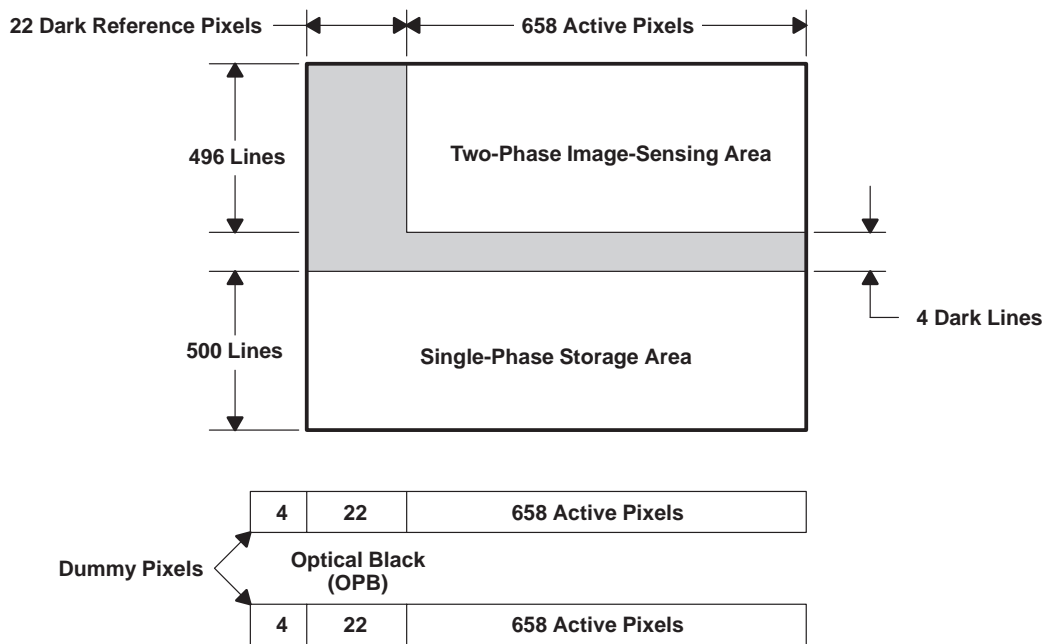 22 Dark Reference Pixels
658 Active Pixels
496 Lines
Two-Phase Image-Sensing Area
4 Dark Lines
500 Lines
Single-Phase Storage Area
4 22 658 Active Pixels
Dummy Pixels
Optical Black
(OPB)
4 22 658 Active Pixels